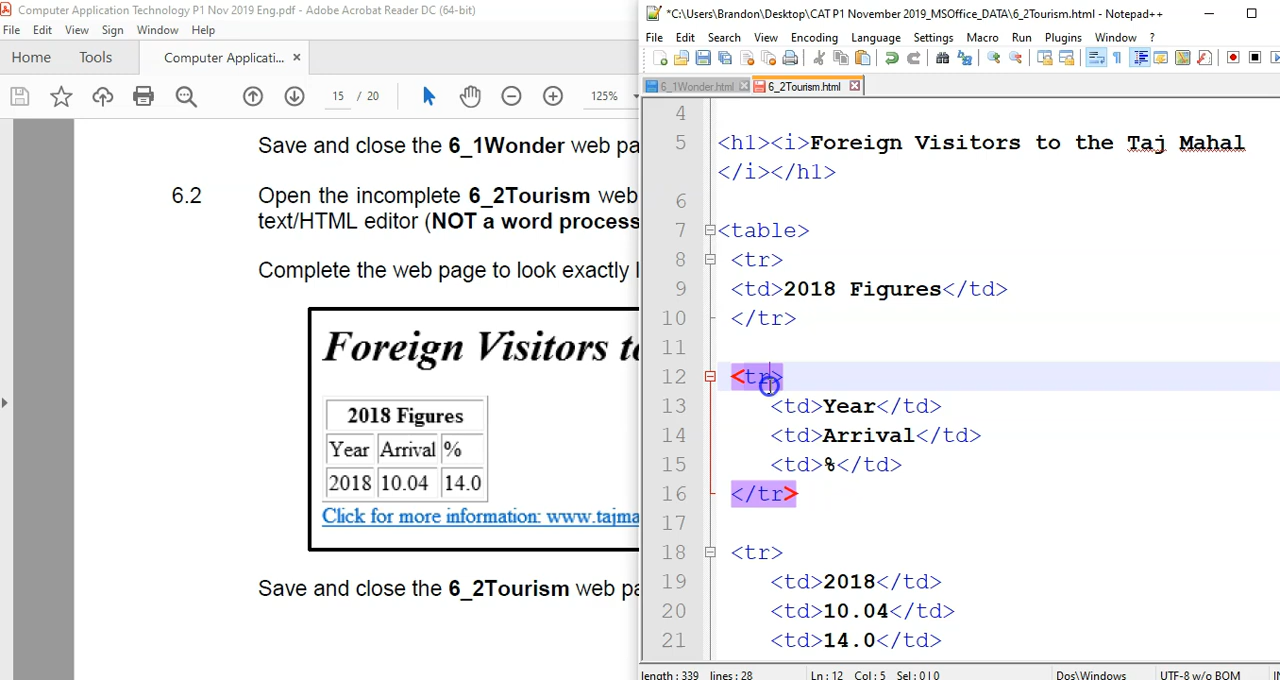 Computer Application Technology P1 Nov 2019 Eng.pdf - Adobe Acrobat Reader DC (64-bit)
File Edit View Sign Window Help
Home Tools Computer Applicati... ×
15 / 20 125%
Save and close the 6_1Wonder web pa
6.2 Open the incomplete 6_2Tourism web
text/HTML editor (NOT a word process
Complete the web page to look exactly l
Foreign Visitors to
2018 Figures
Year Arrival %
2018 10.04 14.0
Click for more information: www.tajma
Save and close the 6_2Tourism web pa
*C:\Users\Brandon\Desktop\CAT P1 November 2019_MSOffice_DATA\6_2Tourism.html - Notepad++
File Edit Search View Encoding Language Settings Macro Run Plugins Window ?
6_1Wonder.html 6_2Tourism.html
4
5 <h1><i>Foreign Visitors to the Taj Mahal
</i></h1>
6
7 <table>
8 <tr>
9 <td>2018 Figures</td>
10 </tr>
11
12 <tr>
13 <td>Year</td>
14 <td>Arrival</td>
15 <td>%</td>
16 </tr>
17
18 <tr>
19 <td>2018</td>
20 <td>10.04</td>
21 <td>14.0</td>
length : 339 lines : 28 Ln : 12 Col : 5 Sel : 0 | 0 Dos\Windows UTF-8 w/o BOM IN